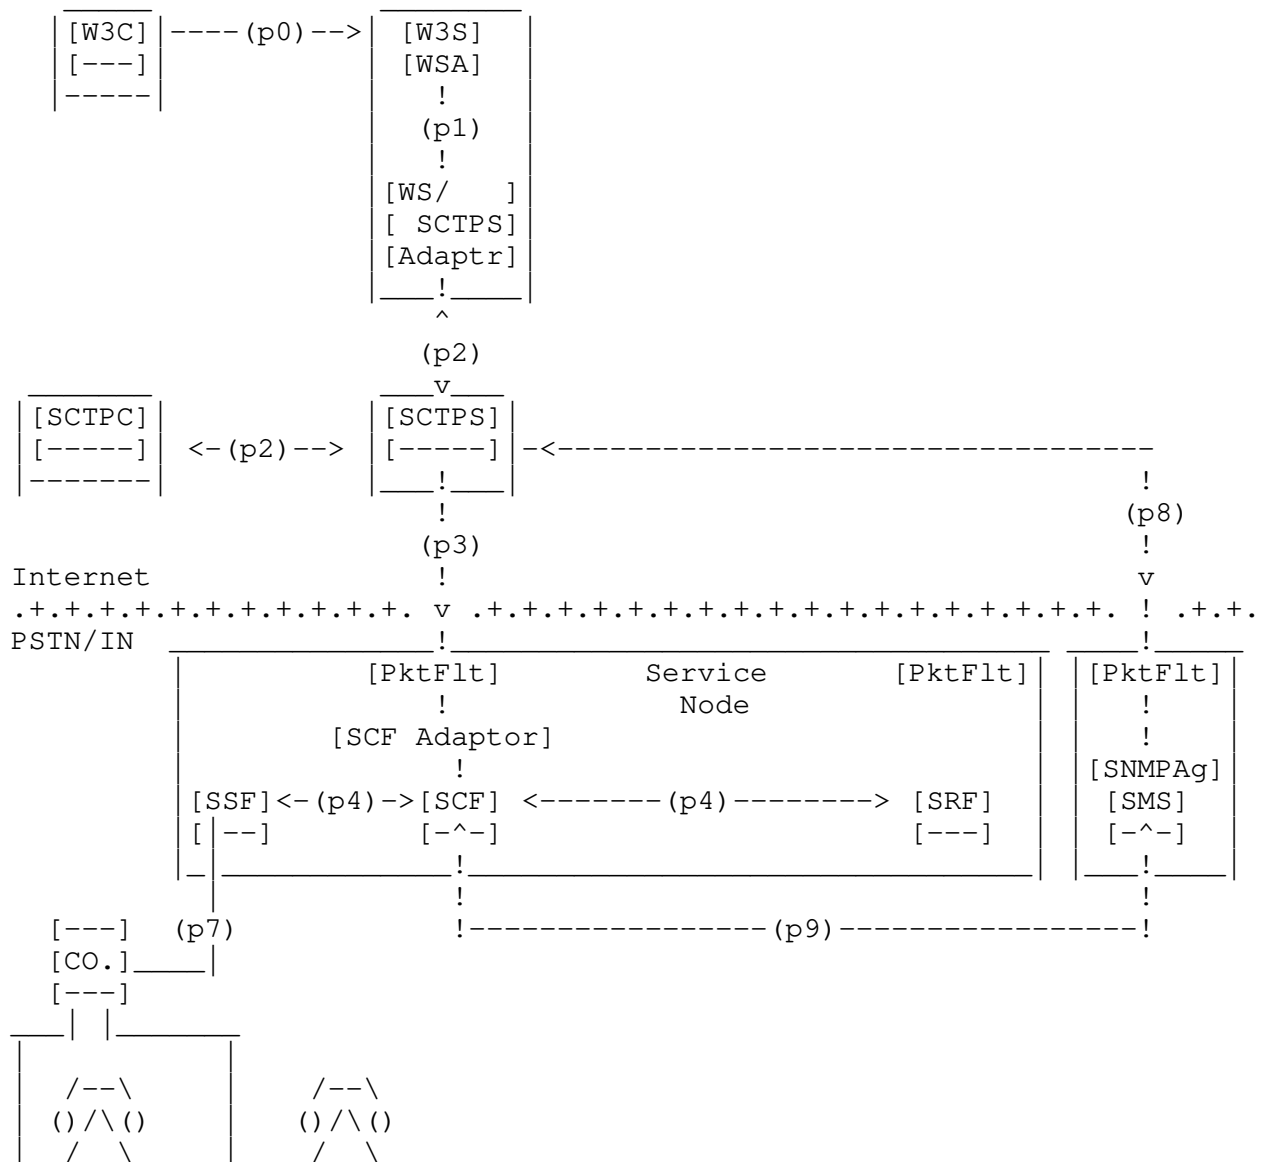 [W3C] ----(p0)--> [W3S]
[---] [WSA]
----- !
(p1)
!
[WS/   ]
[ SCTPS]
[Adaptr]
!
^
(p2)
v
[SCTPC] [SCTPS]
[-----] <-(p2)--> [-----] -<----------------------------------
------- ! !
! (p8)
(p3) !
Internet ! v
.+.+.+.+.+.+.+.+.+.+.+. v .+.+.+.+.+.+.+.+.+.+.+.+.+.+.+.+.+.+. ! .+.+.
PSTN/IN ! !
[PktFlt] Service [PktFlt] [PktFlt]
! Node !
[SCF Adaptor] !
! [SNMPAg]
[SSF]<-(p4)->[SCF] <-------(p4)--------> [SRF] [SMS]
[|--] [-^-] [---] [-^-]
! !
! !
[---] (p7) !-----------------(p9)-----------------!
[CO.]____|
[---]
/--\ /--\
()/\() ()/\()
/ \ / \